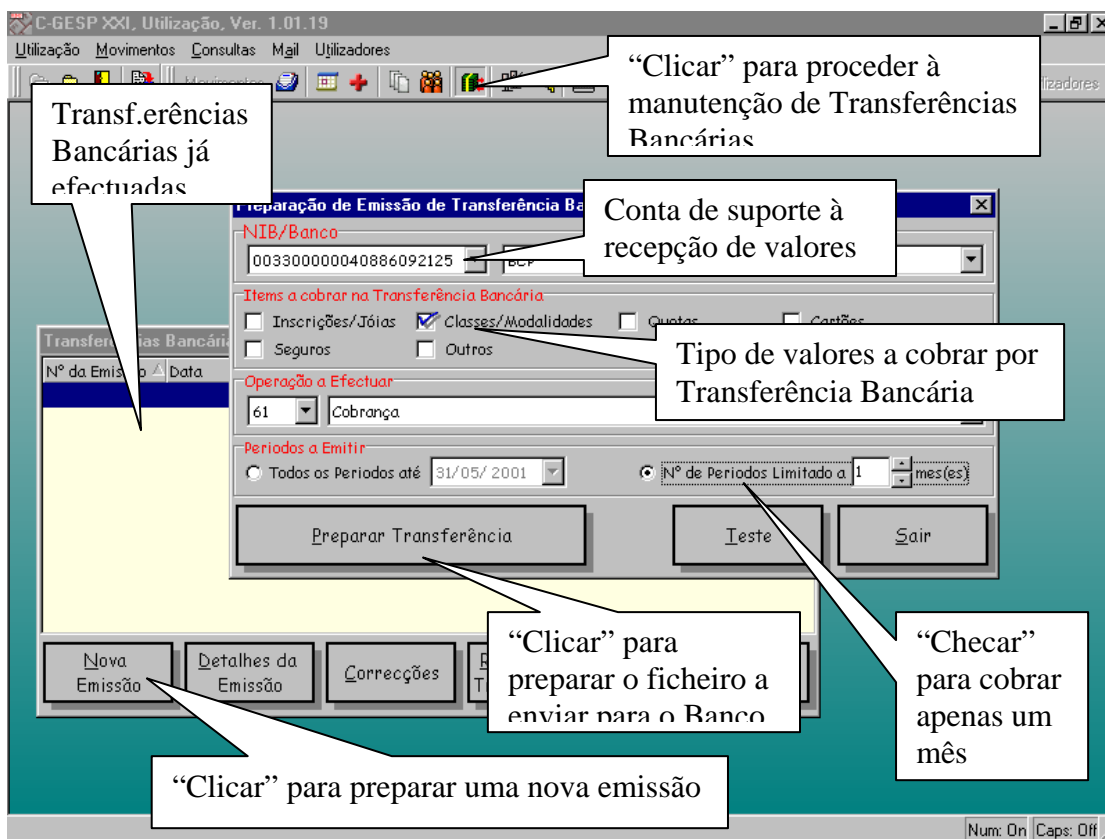 C-GESP XXI, Utilização, Ver. 1.01.19
Utilização Movimentos Consultas Mail Utilizadores
Movimentos
lizadores
“Clicar” para proceder à
manutenção de Transferências
Bancárias
Transf.erências
Bancárias já
efectuadas
Preparação de Emissão de Transferência Ba
Conta de suporte à
recepção de valores
NIB/Banco
003300000040886092125 BCP
Items a cobrar na Transferência Bancária
Inscrições/Jóias Classes/Modalidades Quotas Cartões
Seguros Outros
Tipo de valores a cobrar por
Transferência Bancária
Transferências Bancári
Nº da Emissão Data
Operação a Efectuar
61 Cobrança
Periodos a Emitir
Todos os Periodos até 31/05/ 2001 Nº de Periodos Limitado a 1 mes(es)
Preparar Transferência Teste Sair
“Clicar” para
preparar o ficheiro a
enviar para o Banco
“Checar”
para cobrar
apenas um
mês
Nova
Emissão
Detalhes da
Emissão
Correcções
“Clicar” para preparar uma nova emissão
Num: On Caps: Off